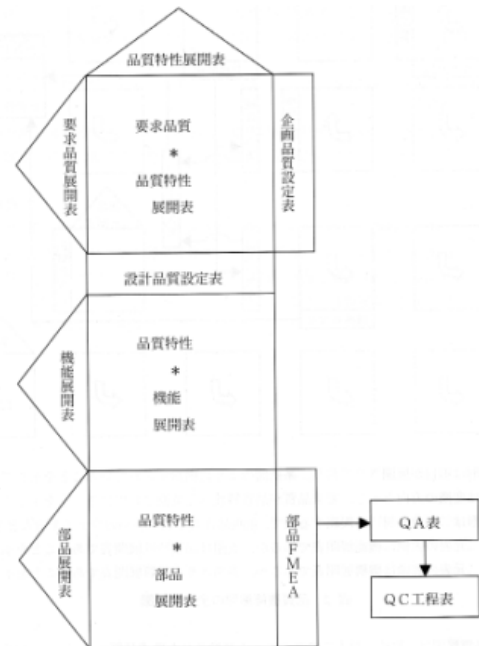 品質特性展開表
要求品質展開表
要求品質
*
品質特性
展開表
企画品質設定表
設計品質設定表
機能展開表
品質特性
*
機能
展開表
部品展開表
品質特性
*
部品
展開表
部品FMEA
QA表
QC工程表